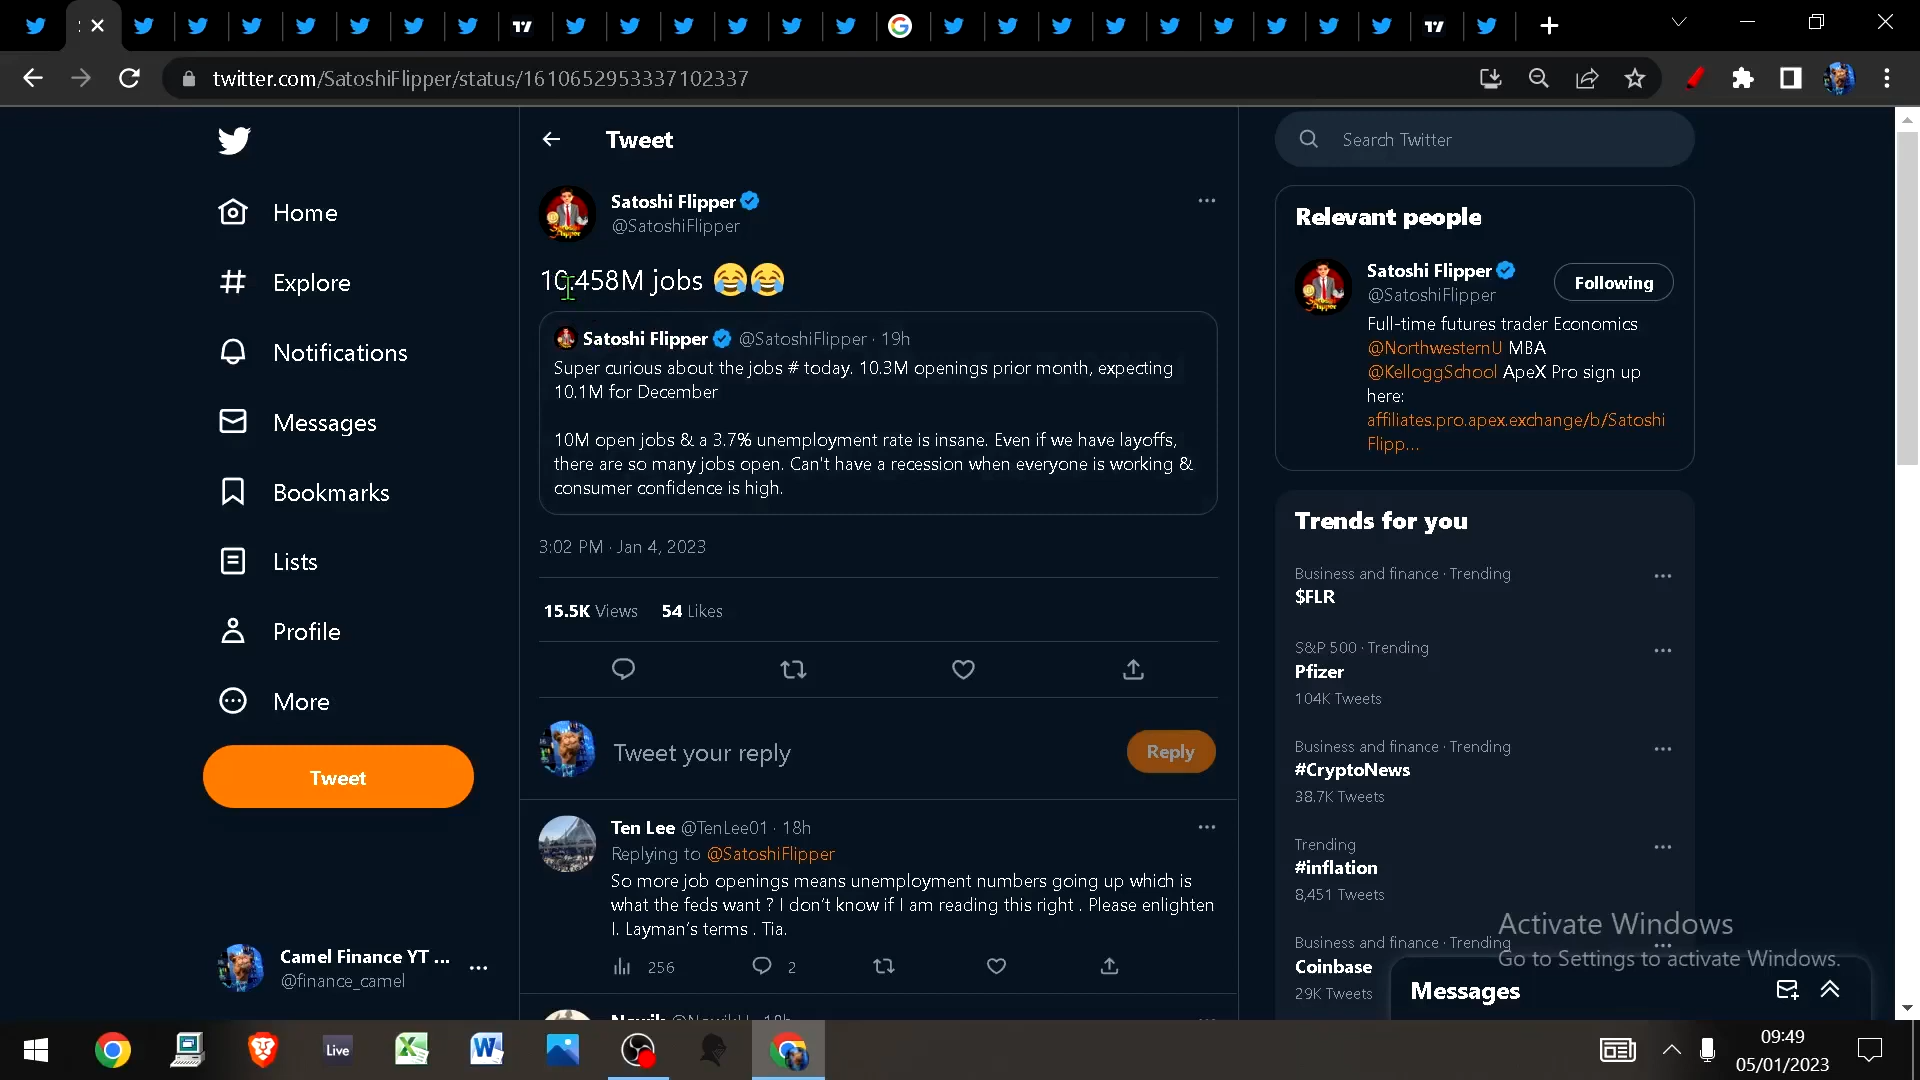 twitter.com/SatoshiFlipper/status/1610652953337102337
Tweet
Search Twitter
Home
Explore
Notifications
Messages
Bookmarks
Lists
Profile
More
Tweet
Camel Finance YT ...
@finance_camel
Satoshi Flipper
@SatoshiFlipper
10.458M jobs 😂😂
Satoshi Flipper @SatoshiFlipper · 19h
Super curious about the jobs # today. 10.3M openings prior month, expecting
10.1M for December
10M open jobs & a 3.7% unemployment rate is insane. Even if we have layoffs,
there are so many jobs open. Can't have a recession when everyone is working &
consumer confidence is high.
3:02 PM · Jan 4, 2023
15.5K Views 54 Likes
Tweet your reply
Reply
Ten Lee @TenLee01 · 18h
Replying to @SatoshiFlipper
So more job openings means unemployment numbers going up which is
what the feds want ? I don't know if I am reading this right . Please enlighten
I. Layman's terms . Tia.
256 2
Relevant people
Satoshi Flipper
@SatoshiFlipper
Following
Full-time futures trader Economics
@NorthwesternU MBA
@KelloggSchool ApeX Pro sign up
here:
affiliates.pro.apex.exchange/b/Satoshi
Flipp...
Trends for you
Business and finance · Trending
$FLR
S&P 500 · Trending
Pfizer
104K Tweets
Business and finance · Trending
#CryptoNews
38.7K Tweets
Trending
#inflation
8,451 Tweets
Business and finance · Trending
Coinbase
29K Tweets
Activate Windows
Go to Settings to activate Windows.
Messages
Live
09:49
05/01/2023